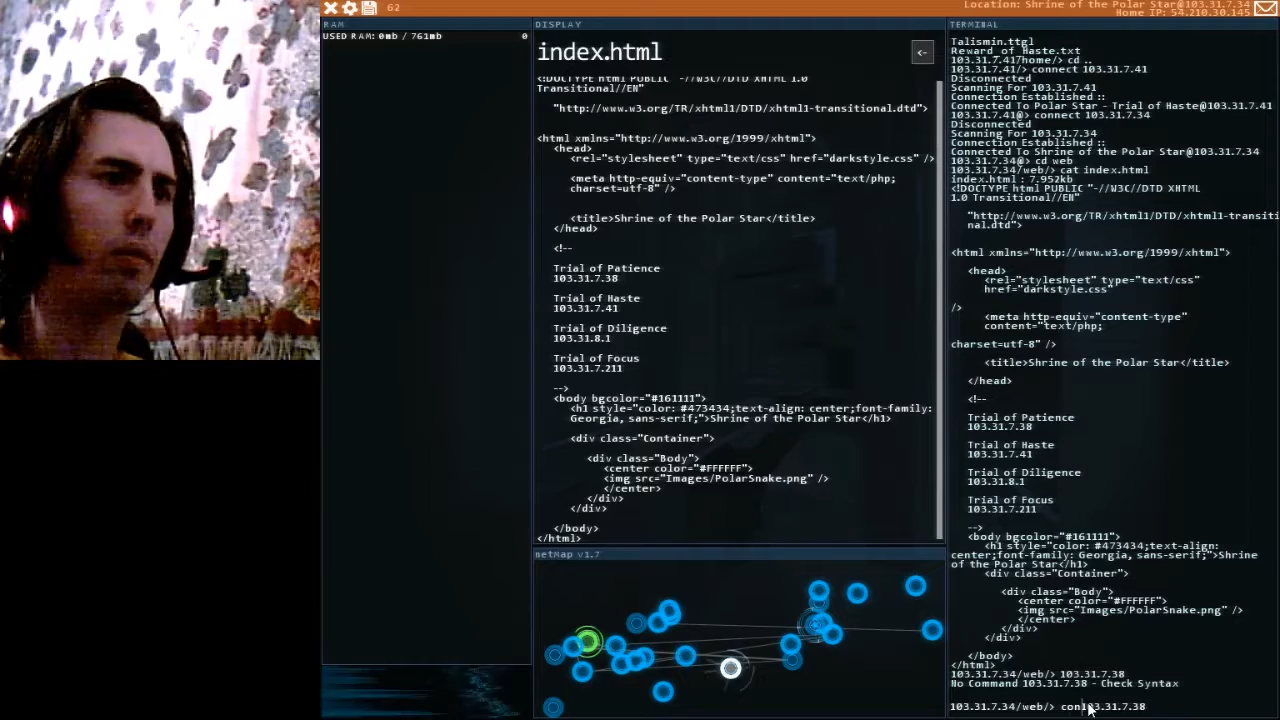 62
Location: Shrine of the Polar Star@103.31.7.34
Home IP: 54.210.30.145
RAM
USED RAM: 0mb / 761mb
0
DISPLAY
index.html
<-
<!DOCTYPE html PUBLIC "-//W3C//DTD XHTML 1.0
Transitional//EN"
"http://www.w3.org/TR/xhtml1/DTD/xhtml1-transitional.dtd">
<html xmlns="http://www.w3.org/1999/xhtml">
<head>
<rel="stylesheet" type="text/css" href="darkstyle.css" />
<meta http-equiv="content-type" content="text/php;
charset=utf-8" />
<title>Shrine of the Polar Star</title>
</head>
<!--
Trial of Patience
103.31.7.38
Trial of Haste
103.31.7.41
Trial of Diligence
103.31.8.1
Trial of Focus
103.31.7.211
-->
<body bgcolor="#161111">
<h1 style="color: #473434;text-align: center;font-family:
Georgia, sans-serif;">Shrine of the Polar Star</h1>
<div class="Container">
<div class="Body">
<center color="#FFFFFF">
<img src="Images/PolarSnake.png" />
</center>
</div>
</div>
</body>
</html>
netMap v1.7
TERMINAL
Talismin.ttgl
Reward_of_Haste.txt
103.31.7.41/home/> cd ..
103.31.7.41/> connect 103.31.7.41
Disconnected
Scanning For 103.31.7.41
Connection Established ::
Connected To Polar Star - Trial of Haste@103.31.7.41
103.31.7.41@> connect 103.31.7.34
Disconnected
Scanning For 103.31.7.34
Connection Established ::
Connected To Shrine of the Polar Star@103.31.7.34
103.31.7.34@> cd web
103.31.7.34/web/> cat index.html
index.html : 7.952kb
<!DOCTYPE html PUBLIC "-//W3C//DTD XHTML
1.0 Transitional//EN"
"http://www.w3.org/TR/xhtml1/DTD/xhtml1-transiti
nal.dtd">
<html xmlns="http://www.w3.org/1999/xhtml">
<head>
<rel="stylesheet" type="text/css"
href="darkstyle.css"
/>
<meta http-equiv="content-type"
content="text/php;
charset=utf-8" />
<title>Shrine of the Polar Star</title>
</head>
<!--
Trial of Patience
103.31.7.38
Trial of Haste
103.31.7.41
Trial of Diligence
103.31.8.1
Trial of Focus
103.31.7.211
-->
<body bgcolor="#161111">
<h1 style="color: #473434;text-align:
center;font-family: Georgia, sans-serif;">Shrine
of the Polar Star</h1>
<div class="Container">
<div class="Body">
<center color="#FFFFFF">
<img src="Images/PolarSnake.png" />
</center>
</div>
</div>
</body>
</html>
103.31.7.34/web/> 103.31.7.38
No Command 103.31.7.38 - Check Syntax
103.31.7.34/web/> con103.31.7.38